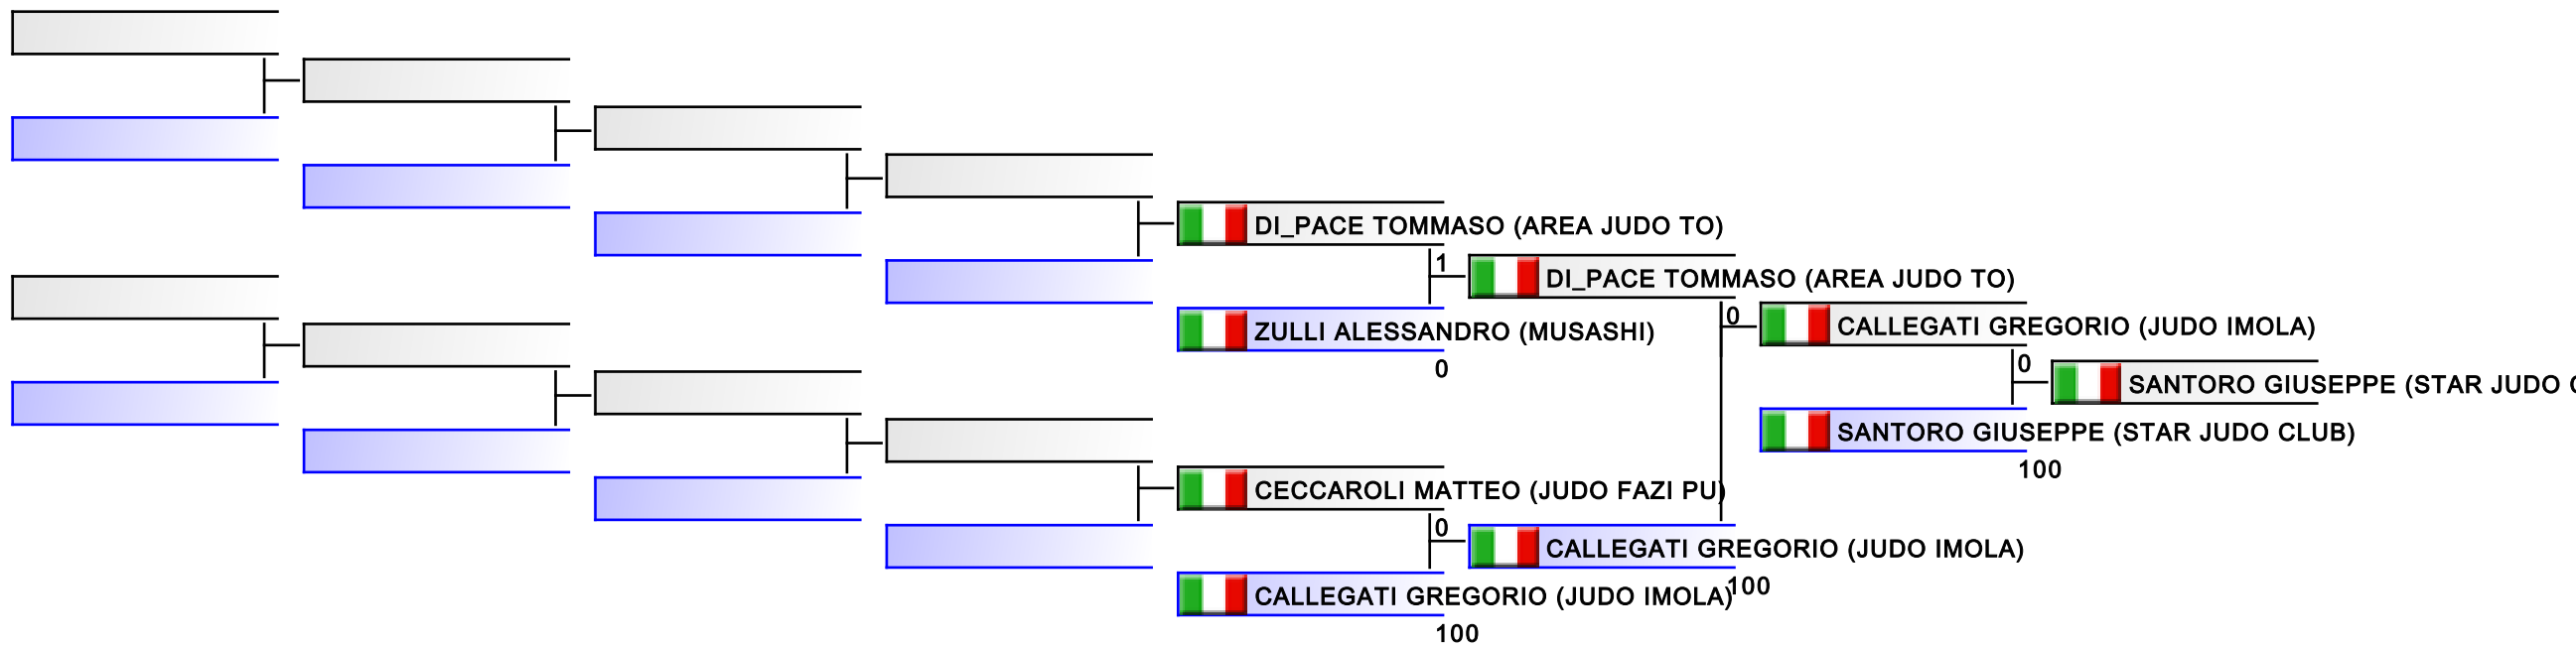 DI_PACE TOMMASO (AREA JUDO TO)
1
DI_PACE TOMMASO (AREA JUDO TO)
0
ZULLI ALESSANDRO (MUSASHI)
0
CALLEGATI GREGORIO (JUDO IMOLA)
0
SANTORO GIUSEPPE (STAR JUDO
SANTORO GIUSEPPE (STAR JUDO CLUB)
100
CECCAROLI MATTEO (JUDO FAZI PU)
0
CALLEGATI GREGORIO (JUDO IMOLA)
100
CALLEGATI GREGORIO (JUDO IMOLA)
100